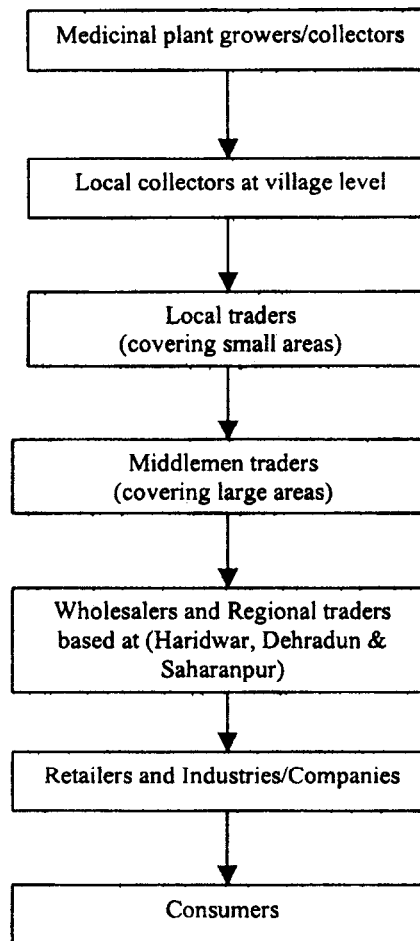 Medicinal plant growers/collectors
Local collectors at village level
Local traders
(covering small areas)
Middlemen traders
(covering large areas)
Wholesalers and Regional traders
based at (Haridwar, Dehradun &
Saharanpur)
Retailers and Industries/Companies
Consumers